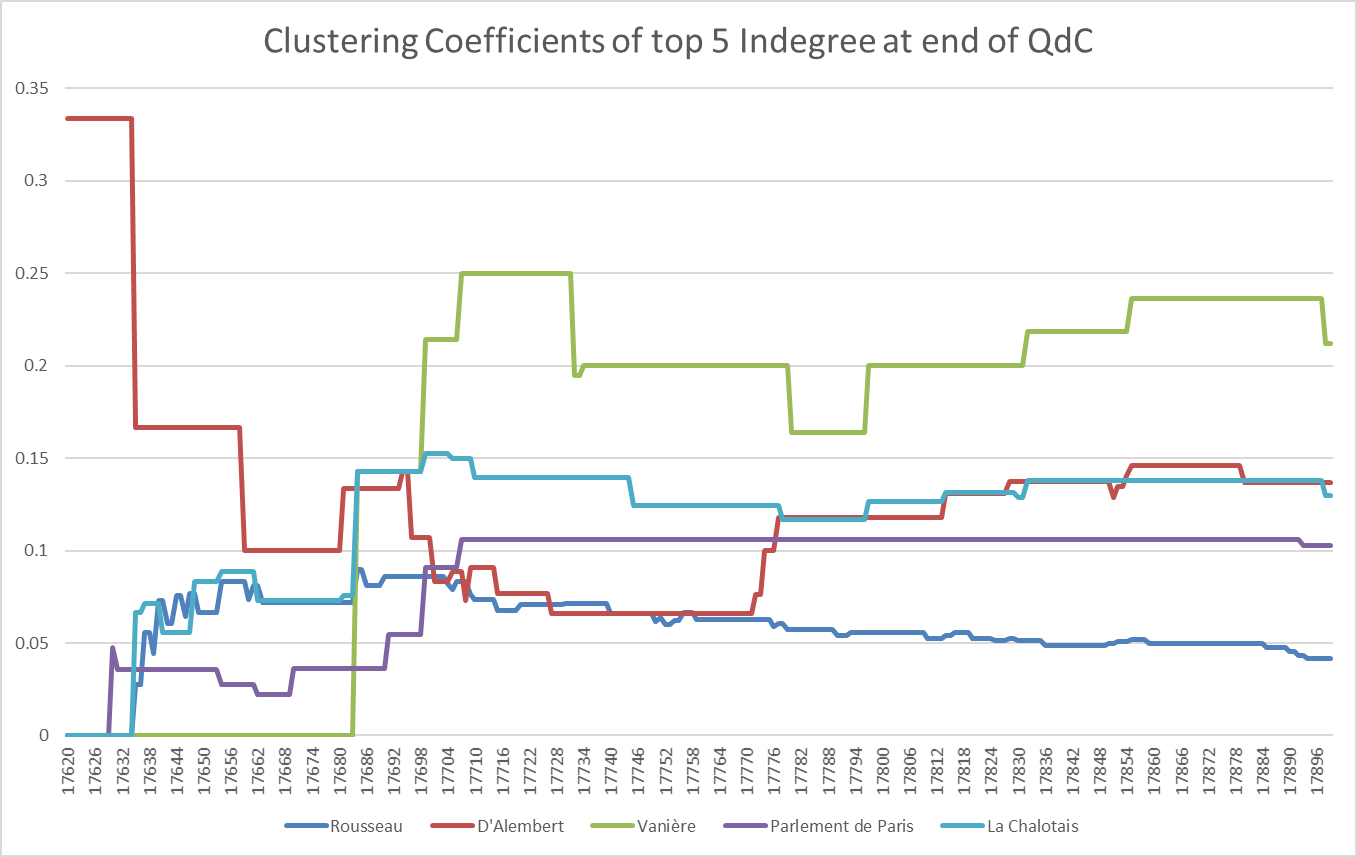 Clustering Coefficients of top 5 Indegree at end of QdC
0.35
0.3
0.25
0.2
0.15
0.1
0.05
0
17620 17626 17632 17638 17644 17650 17656 17662 17668 17674 17680 17686 17692 17698 17704 17710 17716 17722 17728 17734 17740 17746 17752 17758 17764 17770 17776 17782 17788 17794 17800 17806 17812 17818 17824 17830 17836 17842 17848 17854 17860 17866 17872 17878 17884 17890 17896
Rousseau D'Alembert Vanière Parlement de Paris La Chalotais